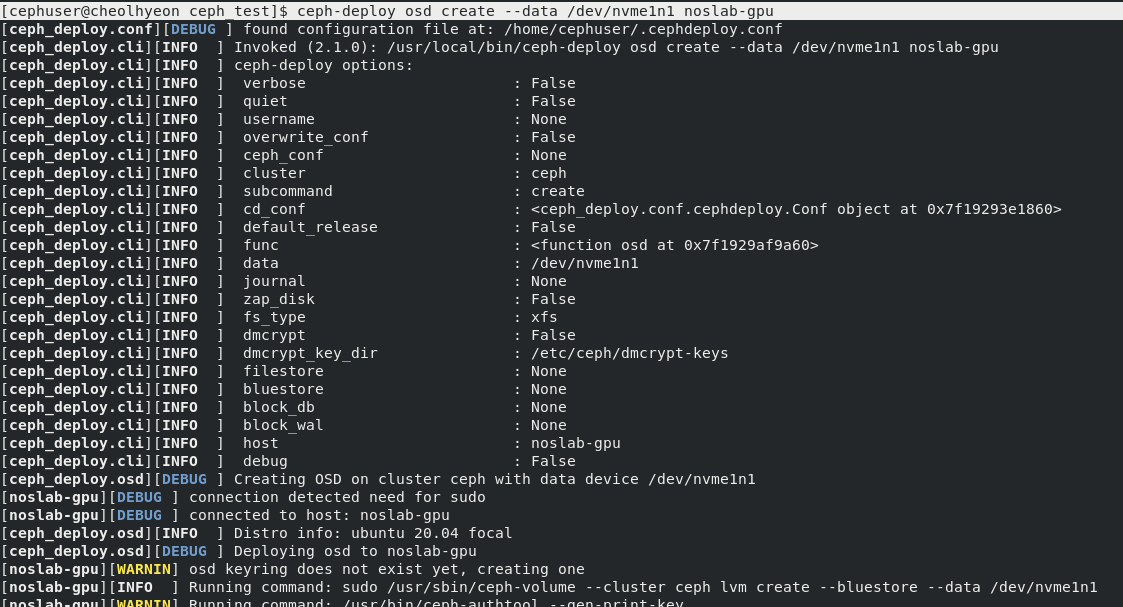 [cephuser@cheolhyeon ceph_test]$ ceph-deploy osd create --data /dev/nvme1n1 noslab-gpu
[ceph_deploy.conf][DEBUG ] found configuration file at: /home/cephuser/.cephdeploy.conf
[ceph_deploy.cli][INFO  ] Invoked (2.1.0): /usr/local/bin/ceph-deploy osd create --data /dev/nvme1n1 noslab-gpu
[ceph_deploy.cli][INFO  ] ceph-deploy options:
[ceph_deploy.cli][INFO  ]  verbose                       : False
[ceph_deploy.cli][INFO  ]  quiet                         : False
[ceph_deploy.cli][INFO  ]  username                      : None
[ceph_deploy.cli][INFO  ]  overwrite_conf                : False
[ceph_deploy.cli][INFO  ]  ceph_conf                     : None
[ceph_deploy.cli][INFO  ]  cluster                       : ceph
[ceph_deploy.cli][INFO  ]  subcommand                    : create
[ceph_deploy.cli][INFO  ]  cd_conf                       : <ceph_deploy.conf.cephdeploy.Conf object at 0x7f19293e1860>
[ceph_deploy.cli][INFO  ]  default_release               : False
[ceph_deploy.cli][INFO  ]  func                          : <function osd at 0x7f1929af9a60>
[ceph_deploy.cli][INFO  ]  data                          : /dev/nvme1n1
[ceph_deploy.cli][INFO  ]  journal                       : None
[ceph_deploy.cli][INFO  ]  zap_disk                      : False
[ceph_deploy.cli][INFO  ]  fs_type                       : xfs
[ceph_deploy.cli][INFO  ]  dmcrypt                       : False
[ceph_deploy.cli][INFO  ]  dmcrypt_key_dir               : /etc/ceph/dmcrypt-keys
[ceph_deploy.cli][INFO  ]  filestore                     : None
[ceph_deploy.cli][INFO  ]  bluestore                     : None
[ceph_deploy.cli][INFO  ]  block_db                      : None
[ceph_deploy.cli][INFO  ]  block_wal                     : None
[ceph_deploy.cli][INFO  ]  host                          : noslab-gpu
[ceph_deploy.cli][INFO  ]  debug                         : False
[ceph_deploy.osd][DEBUG ] Creating OSD on cluster ceph with data device /dev/nvme1n1
[noslab-gpu][DEBUG ] connection detected need for sudo
[noslab-gpu][DEBUG ] connected to host: noslab-gpu
[ceph_deploy.osd][INFO  ] Distro info: ubuntu 20.04 focal
[ceph_deploy.osd][DEBUG ] Deploying osd to noslab-gpu
[noslab-gpu][WARNIN] osd keyring does not exist yet, creating one
[noslab-gpu][INFO  ] Running command: sudo /usr/sbin/ceph-volume --cluster ceph lvm create --bluestore --data /dev/nvme1n1
[noslab-gpu][WARNIN] Running command: /usr/bin/ceph-authtool --gen-print-key